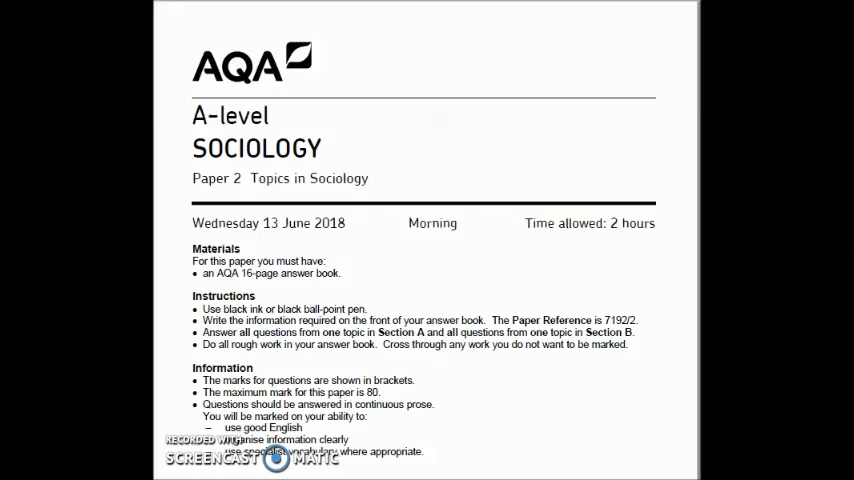 AQA
A-level
SOCIOLOGY
Paper 2 Topics in Sociology
Wednesday 13 June 2018 Morning Time allowed: 2 hours
Materials
For this paper you must have:
• an AQA 16-page answer book.
Instructions
• Use black ink or black ball-point pen.
• Write the information required on the front of your answer book. The Paper Reference is 7192/2.
• Answer all questions from one topic in Section A and all questions from one topic in Section B.
• Do all rough work in your answer book. Cross through any work you do not want to be marked.
Information
• The marks for questions are shown in brackets.
• The maximum mark for this paper is 80.
• Questions should be answered in continuous prose.
You will be marked on your ability to:
– use good English
RECORDED WITH
information clearly
SCREENCAST MATIC
use specialist vocabulary where appropriate.